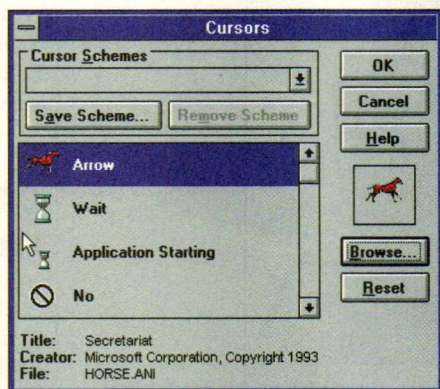 Cursors
Cursor Schemes
Save Scheme...
Remove Scheme
Arrow
Wait
Application Starting
No
OK
Cancel
Help
Browse...
Reset
Title: Secretariat
Creator: Microsoft Corporation, Copyright 1993
File: HORSE.ANI